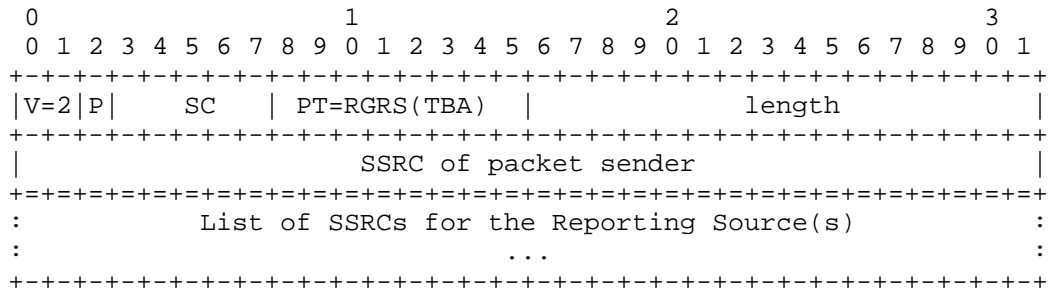 0                   1                   2                   3
 0 1 2 3 4 5 6 7 8 9 0 1 2 3 4 5 6 7 8 9 0 1 2 3 4 5 6 7 8 9 0 1
+-+-+-+-+-+-+-+-+-+-+-+-+-+-+-+-+-+-+-+-+-+-+-+-+-+-+-+-+-+-+-+-+
|V=2|P|    SC   | PT=RGRS(TBA)  |             length            |
+-+-+-+-+-+-+-+-+-+-+-+-+-+-+-+-+-+-+-+-+-+-+-+-+-+-+-+-+-+-+-+-+
|                     SSRC of packet sender                     |
+=+=+=+=+=+=+=+=+=+=+=+=+=+=+=+=+=+=+=+=+=+=+=+=+=+=+=+=+=+=+=+=+
:           List of SSRCs for the Reporting Source(s)           :
:                              ...                              :
+-+-+-+-+-+-+-+-+-+-+-+-+-+-+-+-+-+-+-+-+-+-+-+-+-+-+-+-+-+-+-+-+